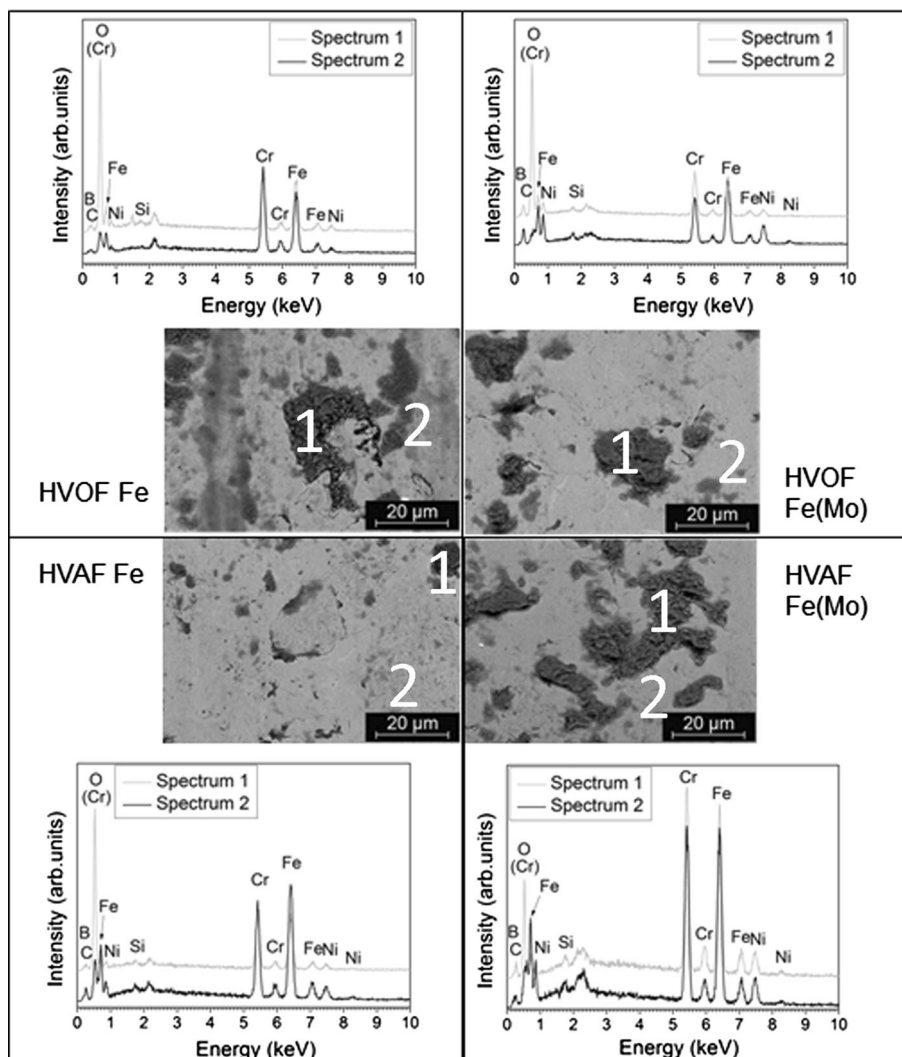 O
(Cr)
Spectrum 1
Spectrum 2
Fe
B
C
Ni
Si
Cr
Cr
Fe
Fe
Ni
Intensity (arb.units)
0 1 2 3 4 5 6 7 8 9 10
Energy (keV)
O
(Cr)
Spectrum 1
Spectrum 2
Fe
B
C
Ni
Si
Cr
Cr
Fe
FeNi
Ni
Intensity (arb.units)
0 1 2 3 4 5 6 7 8 9 10
Energy (keV)
HVOF Fe
1
2
20 µm
1
2
20 µm
HVOF
Fe(Mo)
HVAF Fe
1
2
20 µm
1
2
20 µm
HVAF
Fe(Mo)
O
(Cr)
Spectrum 1
Spectrum 2
Fe
B
C
Ni
Si
Cr
Cr
Fe
FeNi
Ni
Intensity (arb.units)
0 1 2 3 4 5 6 7 8 9 10
Energy (keV)
Spectrum 1
Spectrum 2
O
(Cr)
Fe
B
C
Ni
Si
Cr
Cr
Fe
FeNi
Ni
Intensity (arb.units)
0 1 2 3 4 5 6 7 8 9 10
Energy (keV)